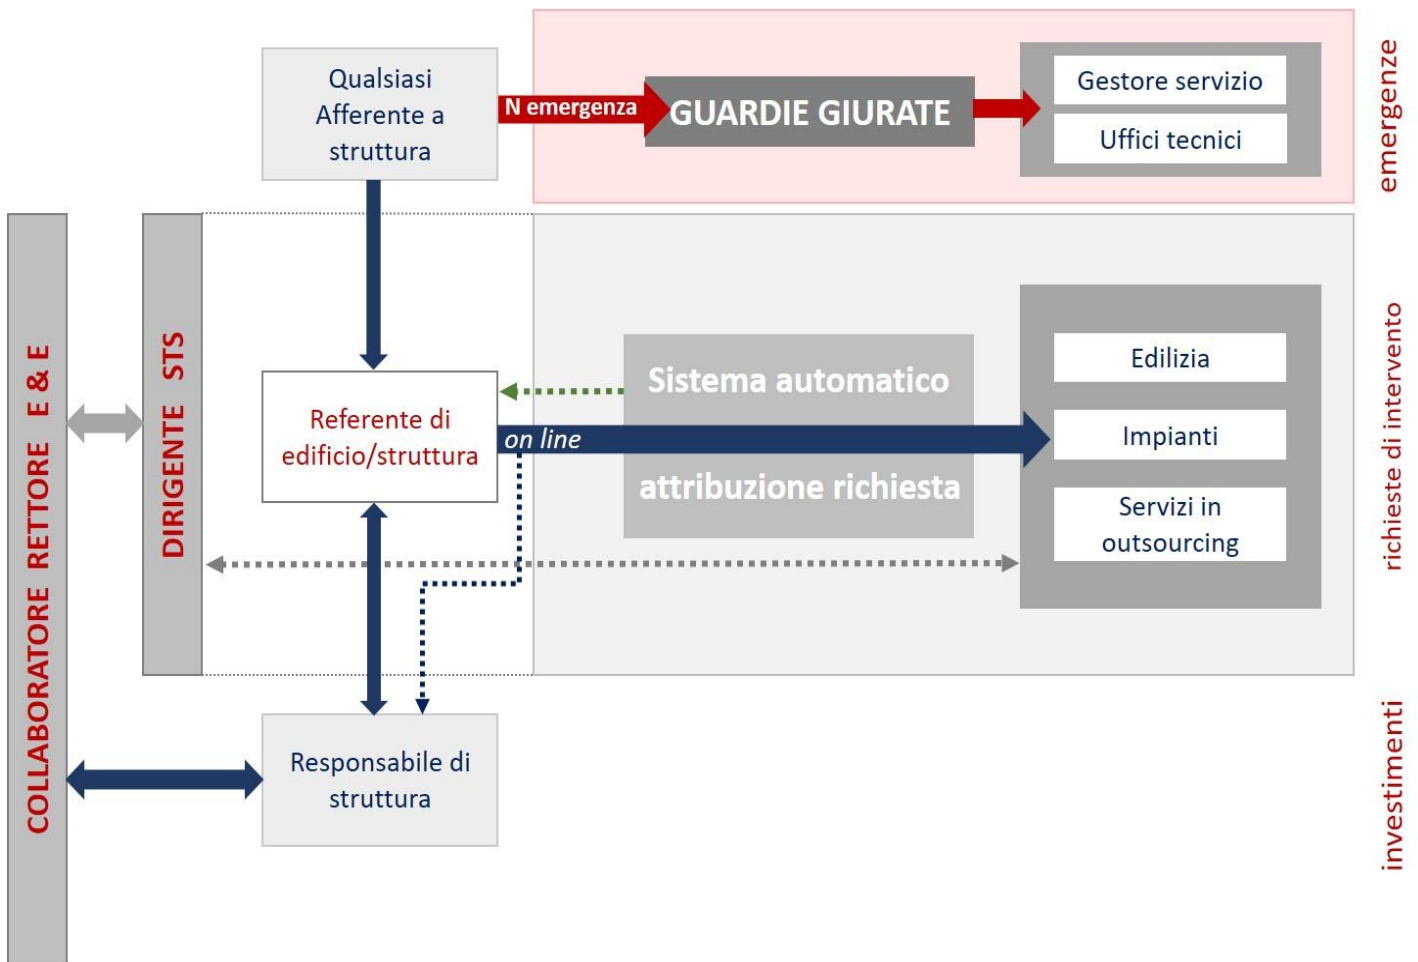 Qualsiasi
Afferente a
struttura
N emergenza
GUARDIE GIURATE
Gestore servizio
Uffici tecnici
emergenze
COLLABORATORE RETTORE E & E
DIRIGENTE STS
Referente di
edificio/struttura
on line
Sistema automatico
attribuzione richiesta
Edilizia
Impianti
Servizi in
outsourcing
richieste di intervento
Responsabile di
struttura
investimenti